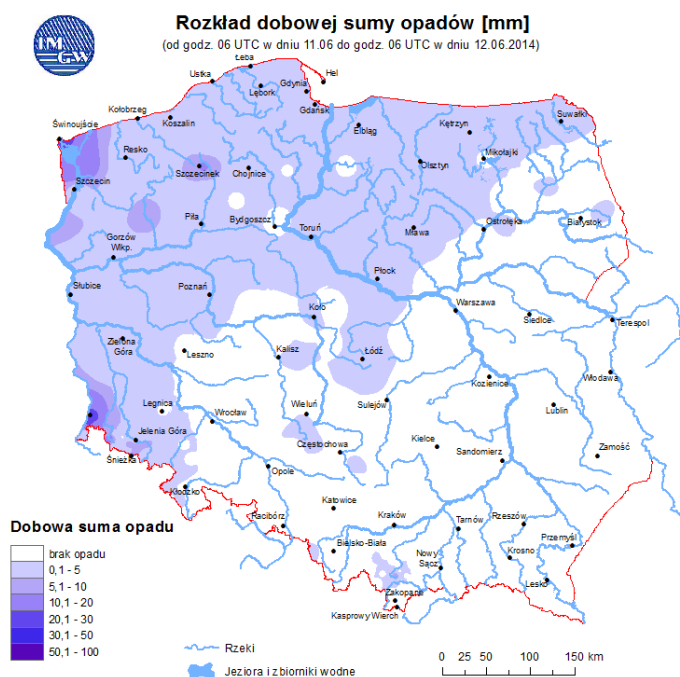 IM
GW
Rozkład dobowej sumy opadów [mm]
(od godz. 06 UTC w dniu 11.06 do godz. 06 UTC w dniu 12.06.2014)
Łeba
Ustka
Hel
Gdynia
Lębork
Gdańsk
Kołobrzeg
Koszalin
Świnoujście
Elbląg
Kętrzyn
Suwałki
Resko
Szczecinek
Chojnice
Olsztyn
Mikołajki
Szczecin
Piła
Bydgoszcz
Toruń
Mława
Ostrołęka
Białystok
Gorzów
Wkp.
Płock
Słubice
Poznań
Koło
Warszawa
Siedlce
Terespol
Zielona
Góra
Leszno
Kalisz
Łódź
Kozienice
Włodawa
Legnica
Wrocław
Wieluń
Sulejów
Lublin
Jelenia Góra
Śnieżka
Częstochowa
Kielce
Sandomierz
Zamość
Opole
Kłodzko
Katowice
Racibórz
Kraków
Tarnów
Rzeszów
Przemyśl
Bielsko-Biała
Nowy
Sącz
Krosno
Lesko
Zakopane
Kasprowy Wierch
Dobowa suma opadu
brak opadu
0,1 - 5
5,1 - 10
10,1 - 20
20,1 - 30
30,1 - 50
50,1 - 100
Rzeki
Jeziora i zbiorniki wodne
0 25 50 100 150 km